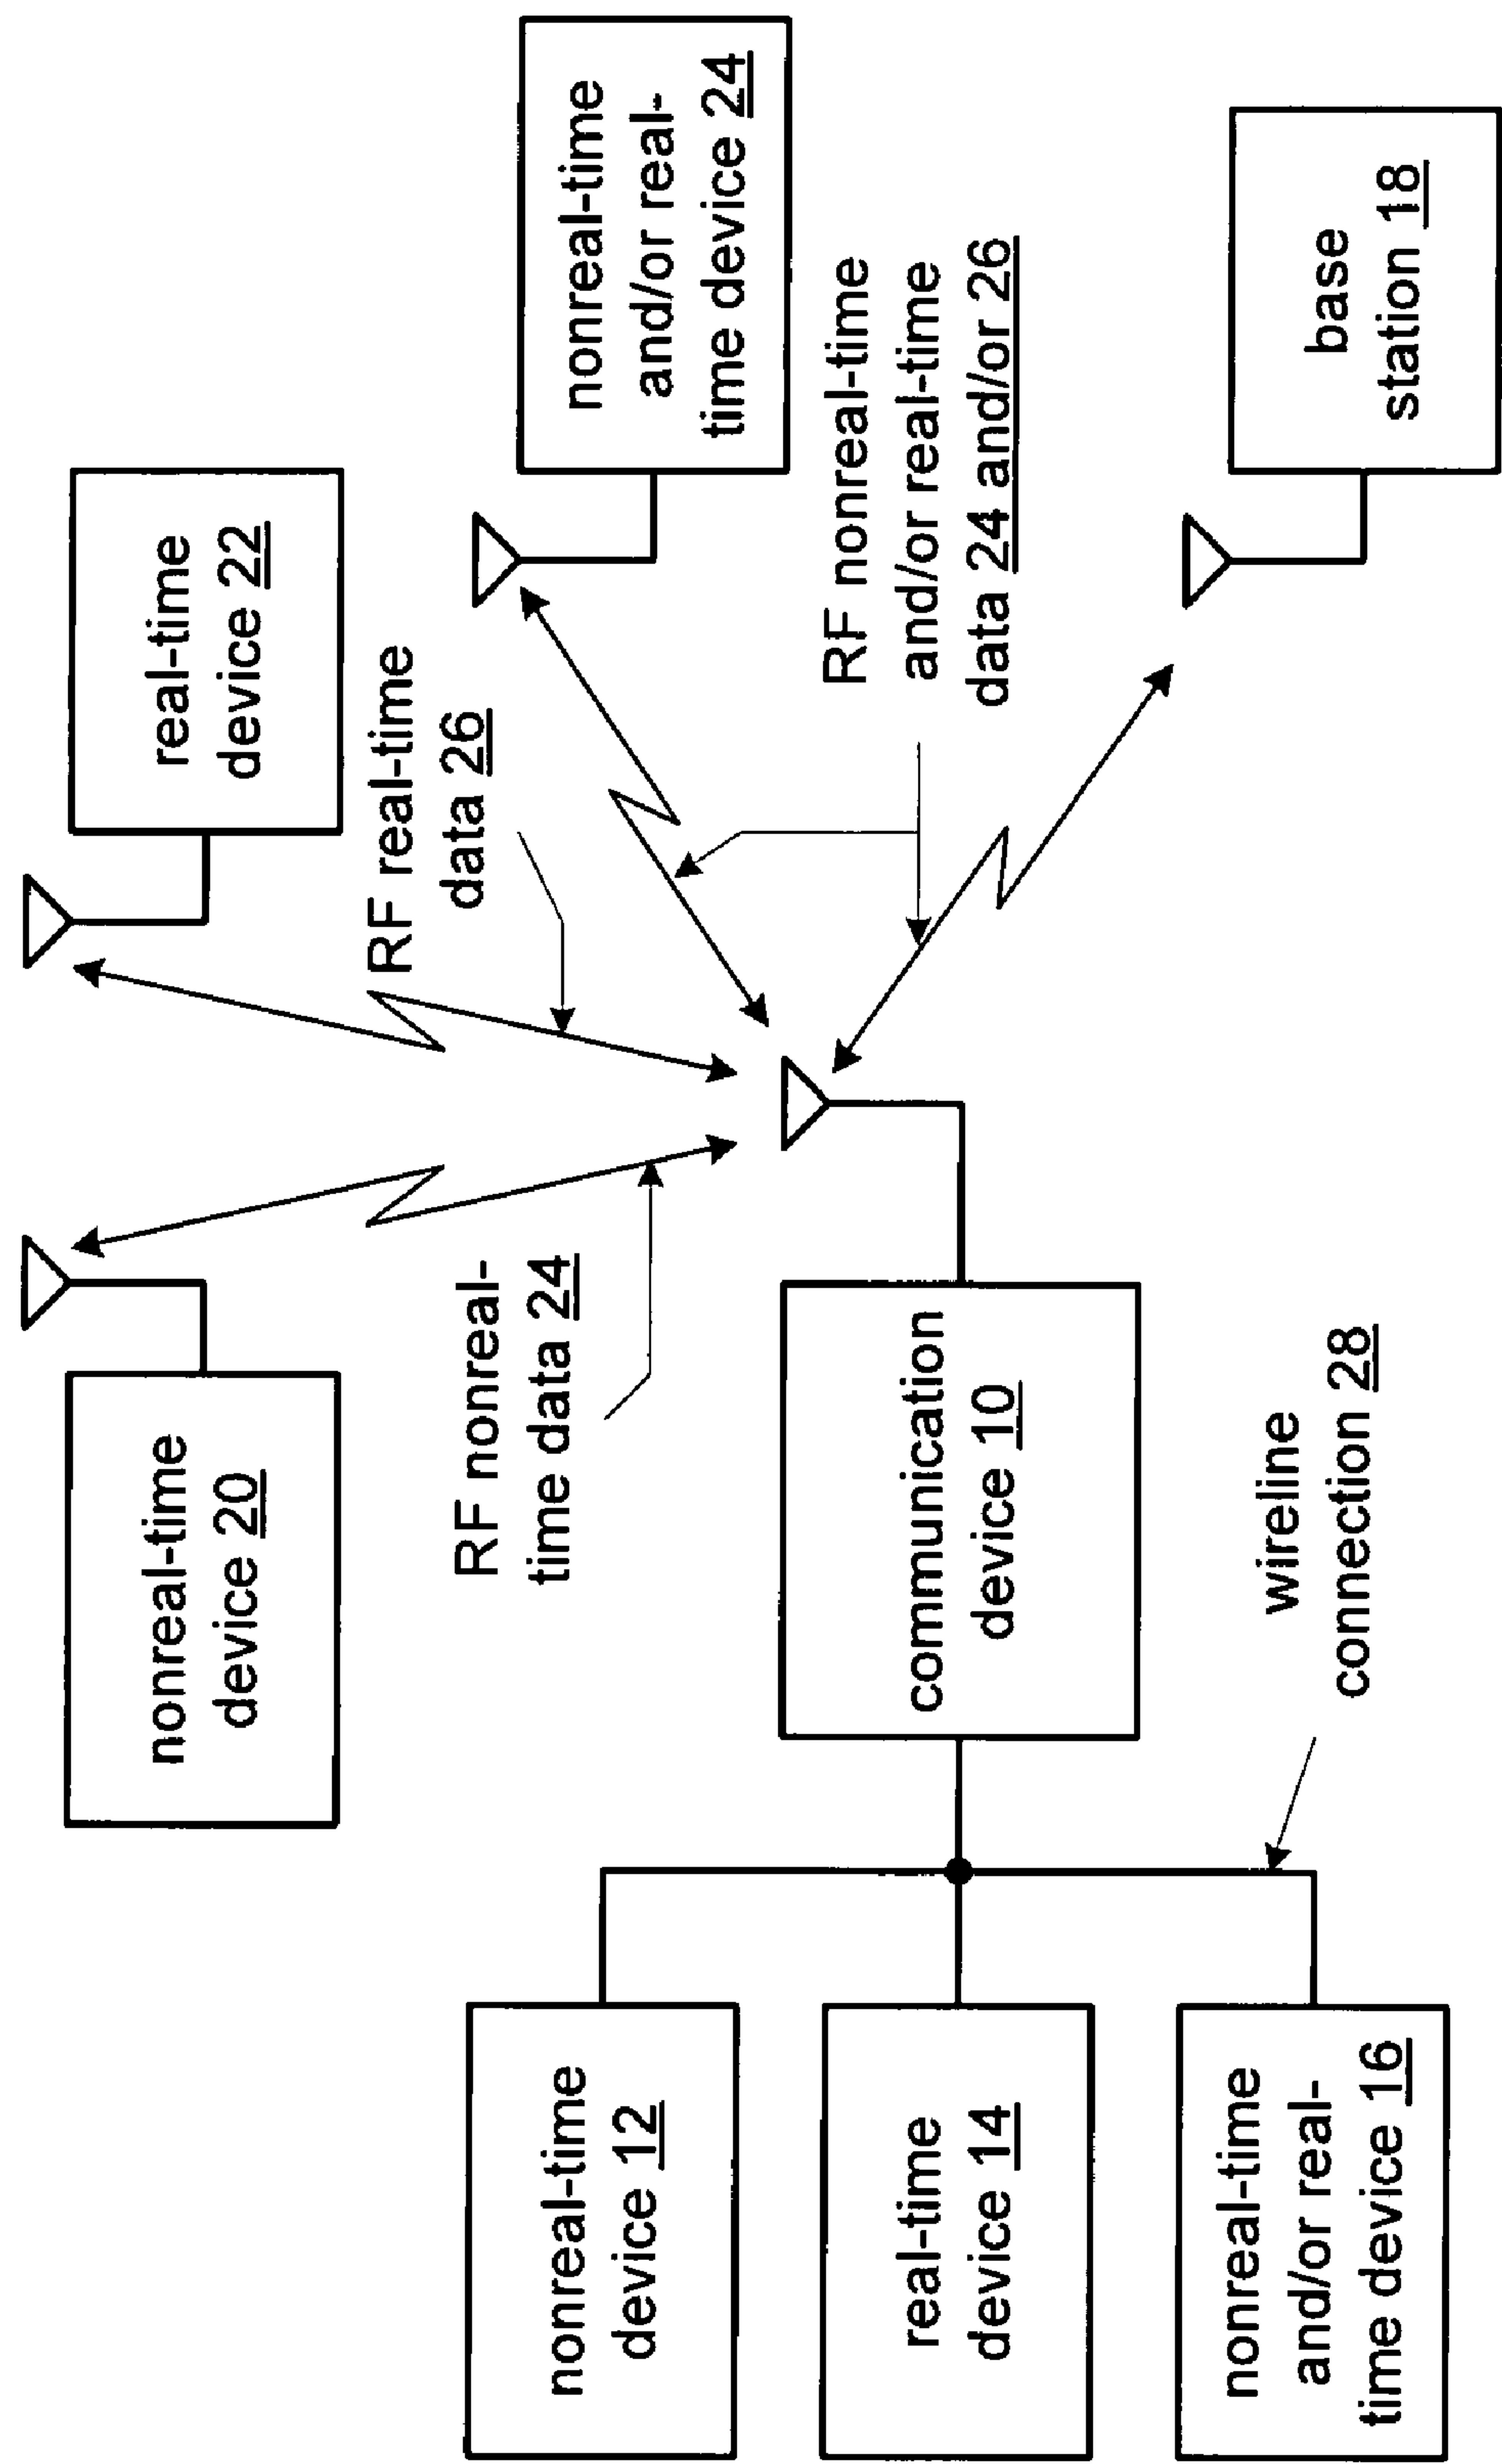 nonreal-time
device 20
real-time
device 22
RF nonreal-
time data 24
RF real-time
data 26
nonreal-time
and/or real-
time device 24
nonreal-time
device 12
real-time
device 14
nonreal-time
and/or real-
time device 16
communication
device 10
RF nonreal-time
and/or real-time
data 24 and/or 26
wireline
connection 28
base
station 18